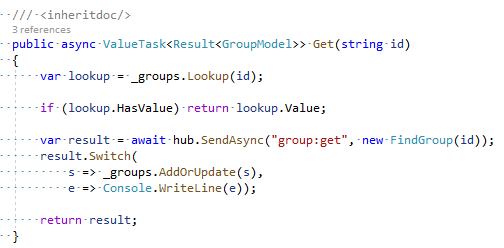 /// <inheritdoc/>
3 references
public async ValueTask<Result<GroupModel>> Get(string id)
{
var lookup = _groups.Lookup(id);
if (lookup.HasValue) return lookup.Value;
var result = await hub.SendAsync("group:get", new FindGroup(id));
result.Switch(
s => _groups.AddOrUpdate(s),
e => Console.WriteLine(e));
return result;
}